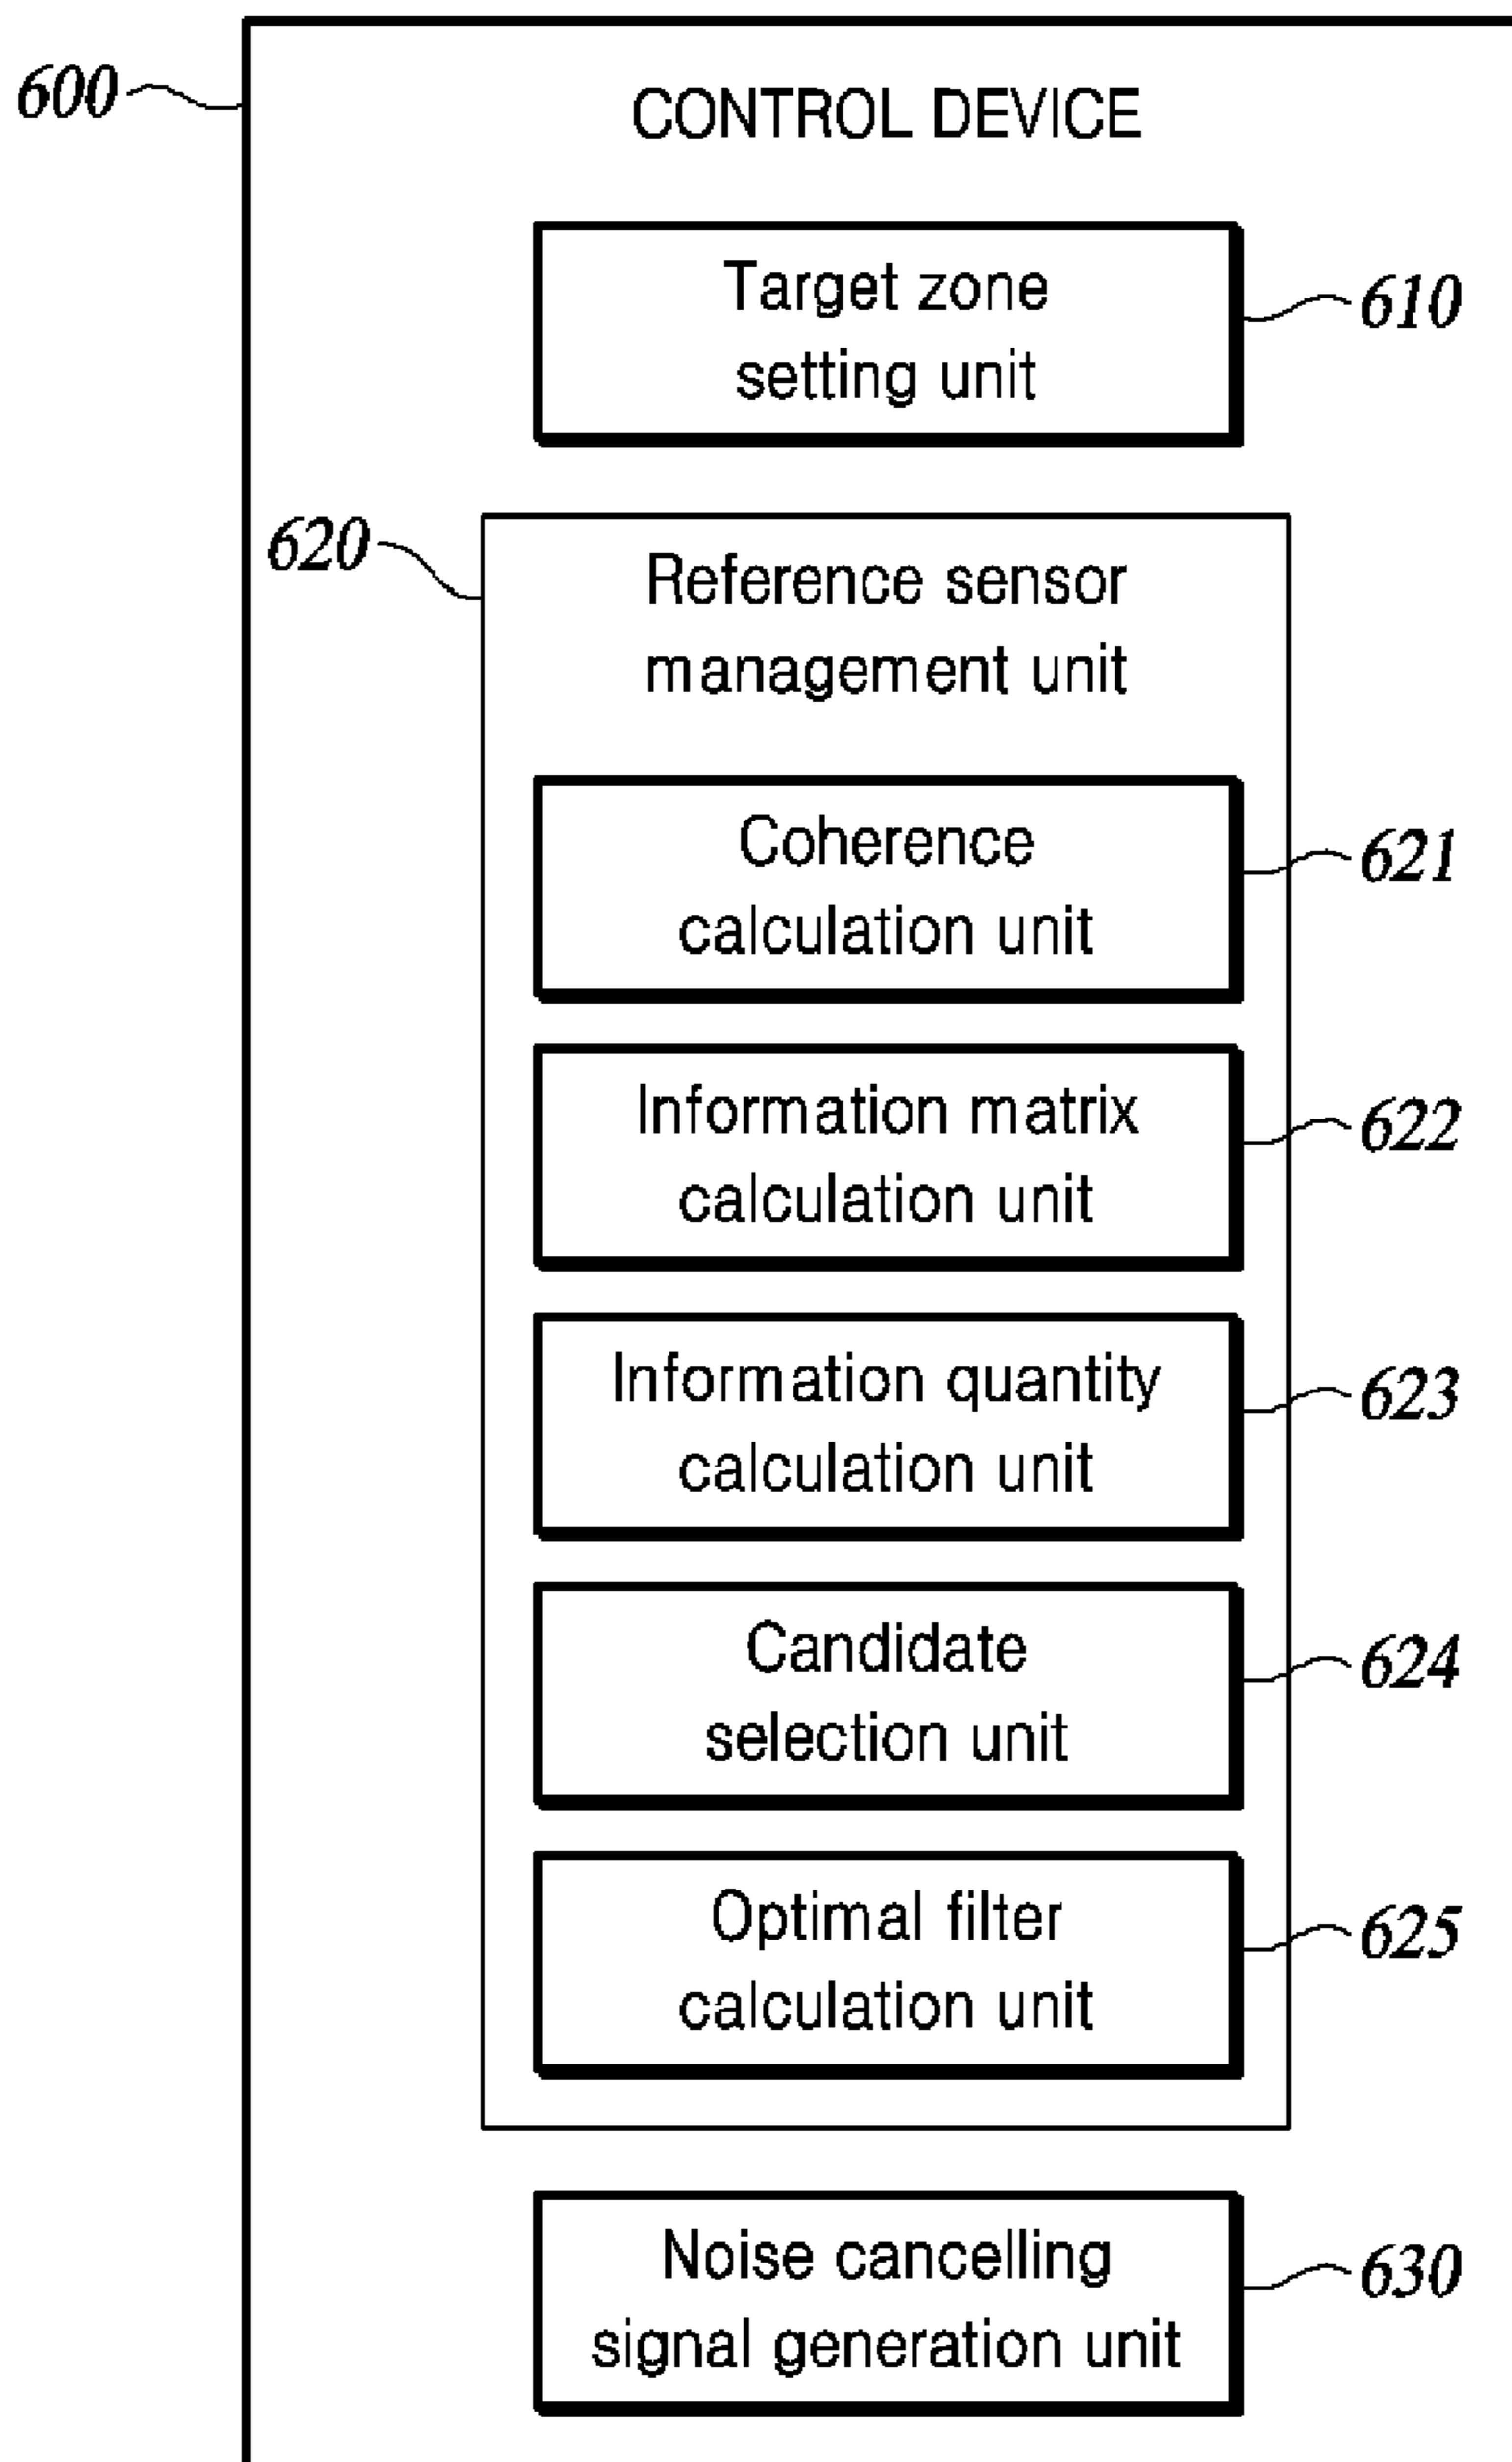 600
CONTROL DEVICE
Target zone
setting unit
610
620
Reference sensor
management unit
Coherence
calculation unit
621
Information matrix
calculation unit
622
Information quantity
calculation unit
623
Candidate
selection unit
624
Optimal filter
calculation unit
625
Noise cancelling
signal generation unit
630